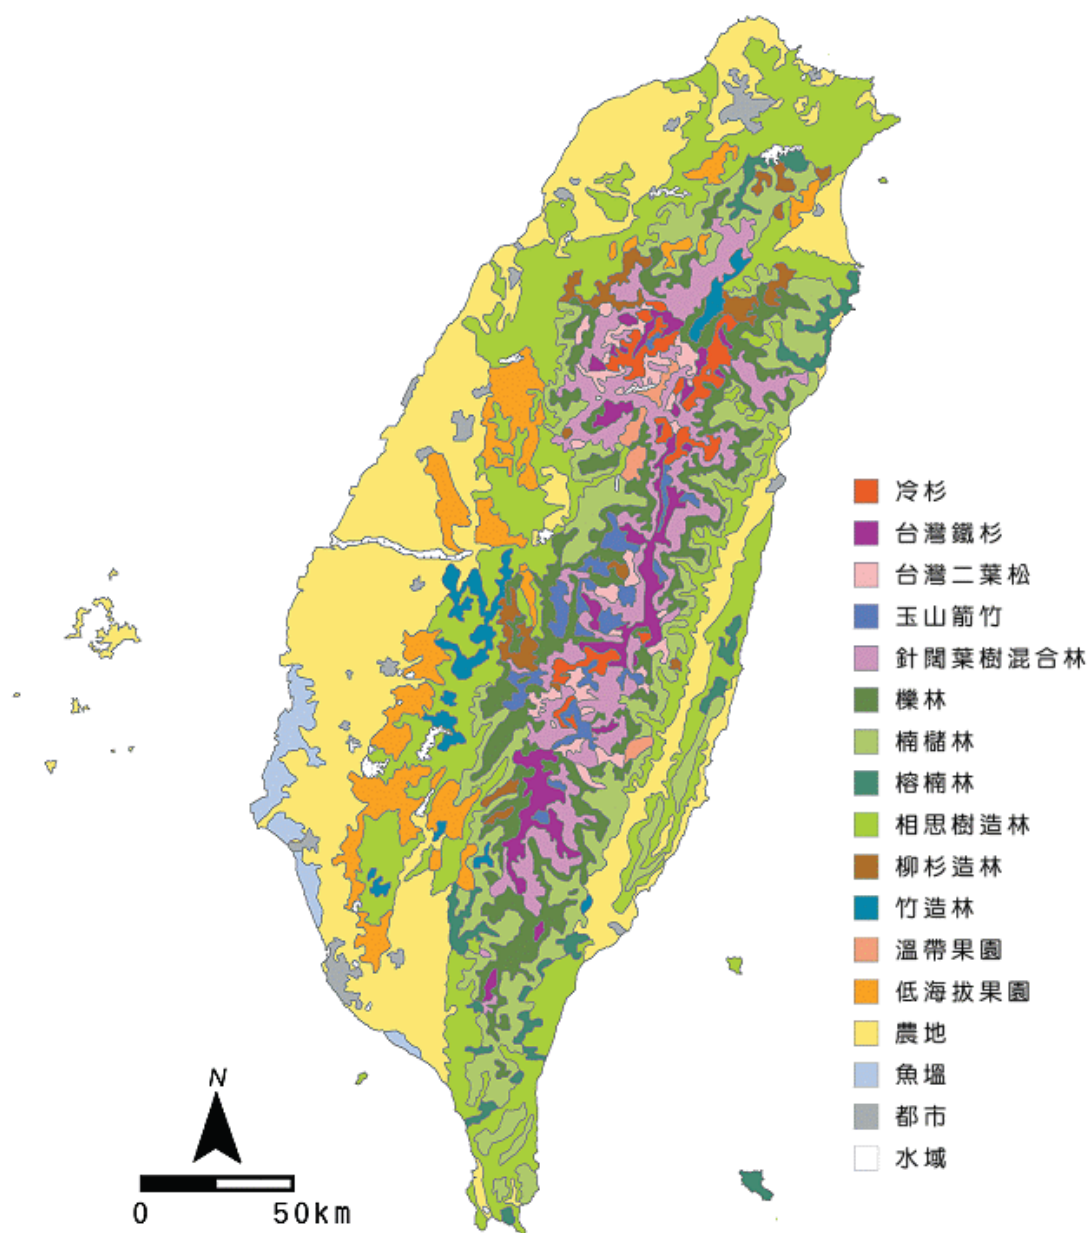 冷杉
台灣鐵杉
台灣二葉松
玉山箭竹
針闊葉樹混合林
櫟林
楠櫧林
榕楠林
相思樹造林
柳杉造林
竹造林
溫帶果園
低海拔果園
農地
魚塭
都市
水域
N
0 50km